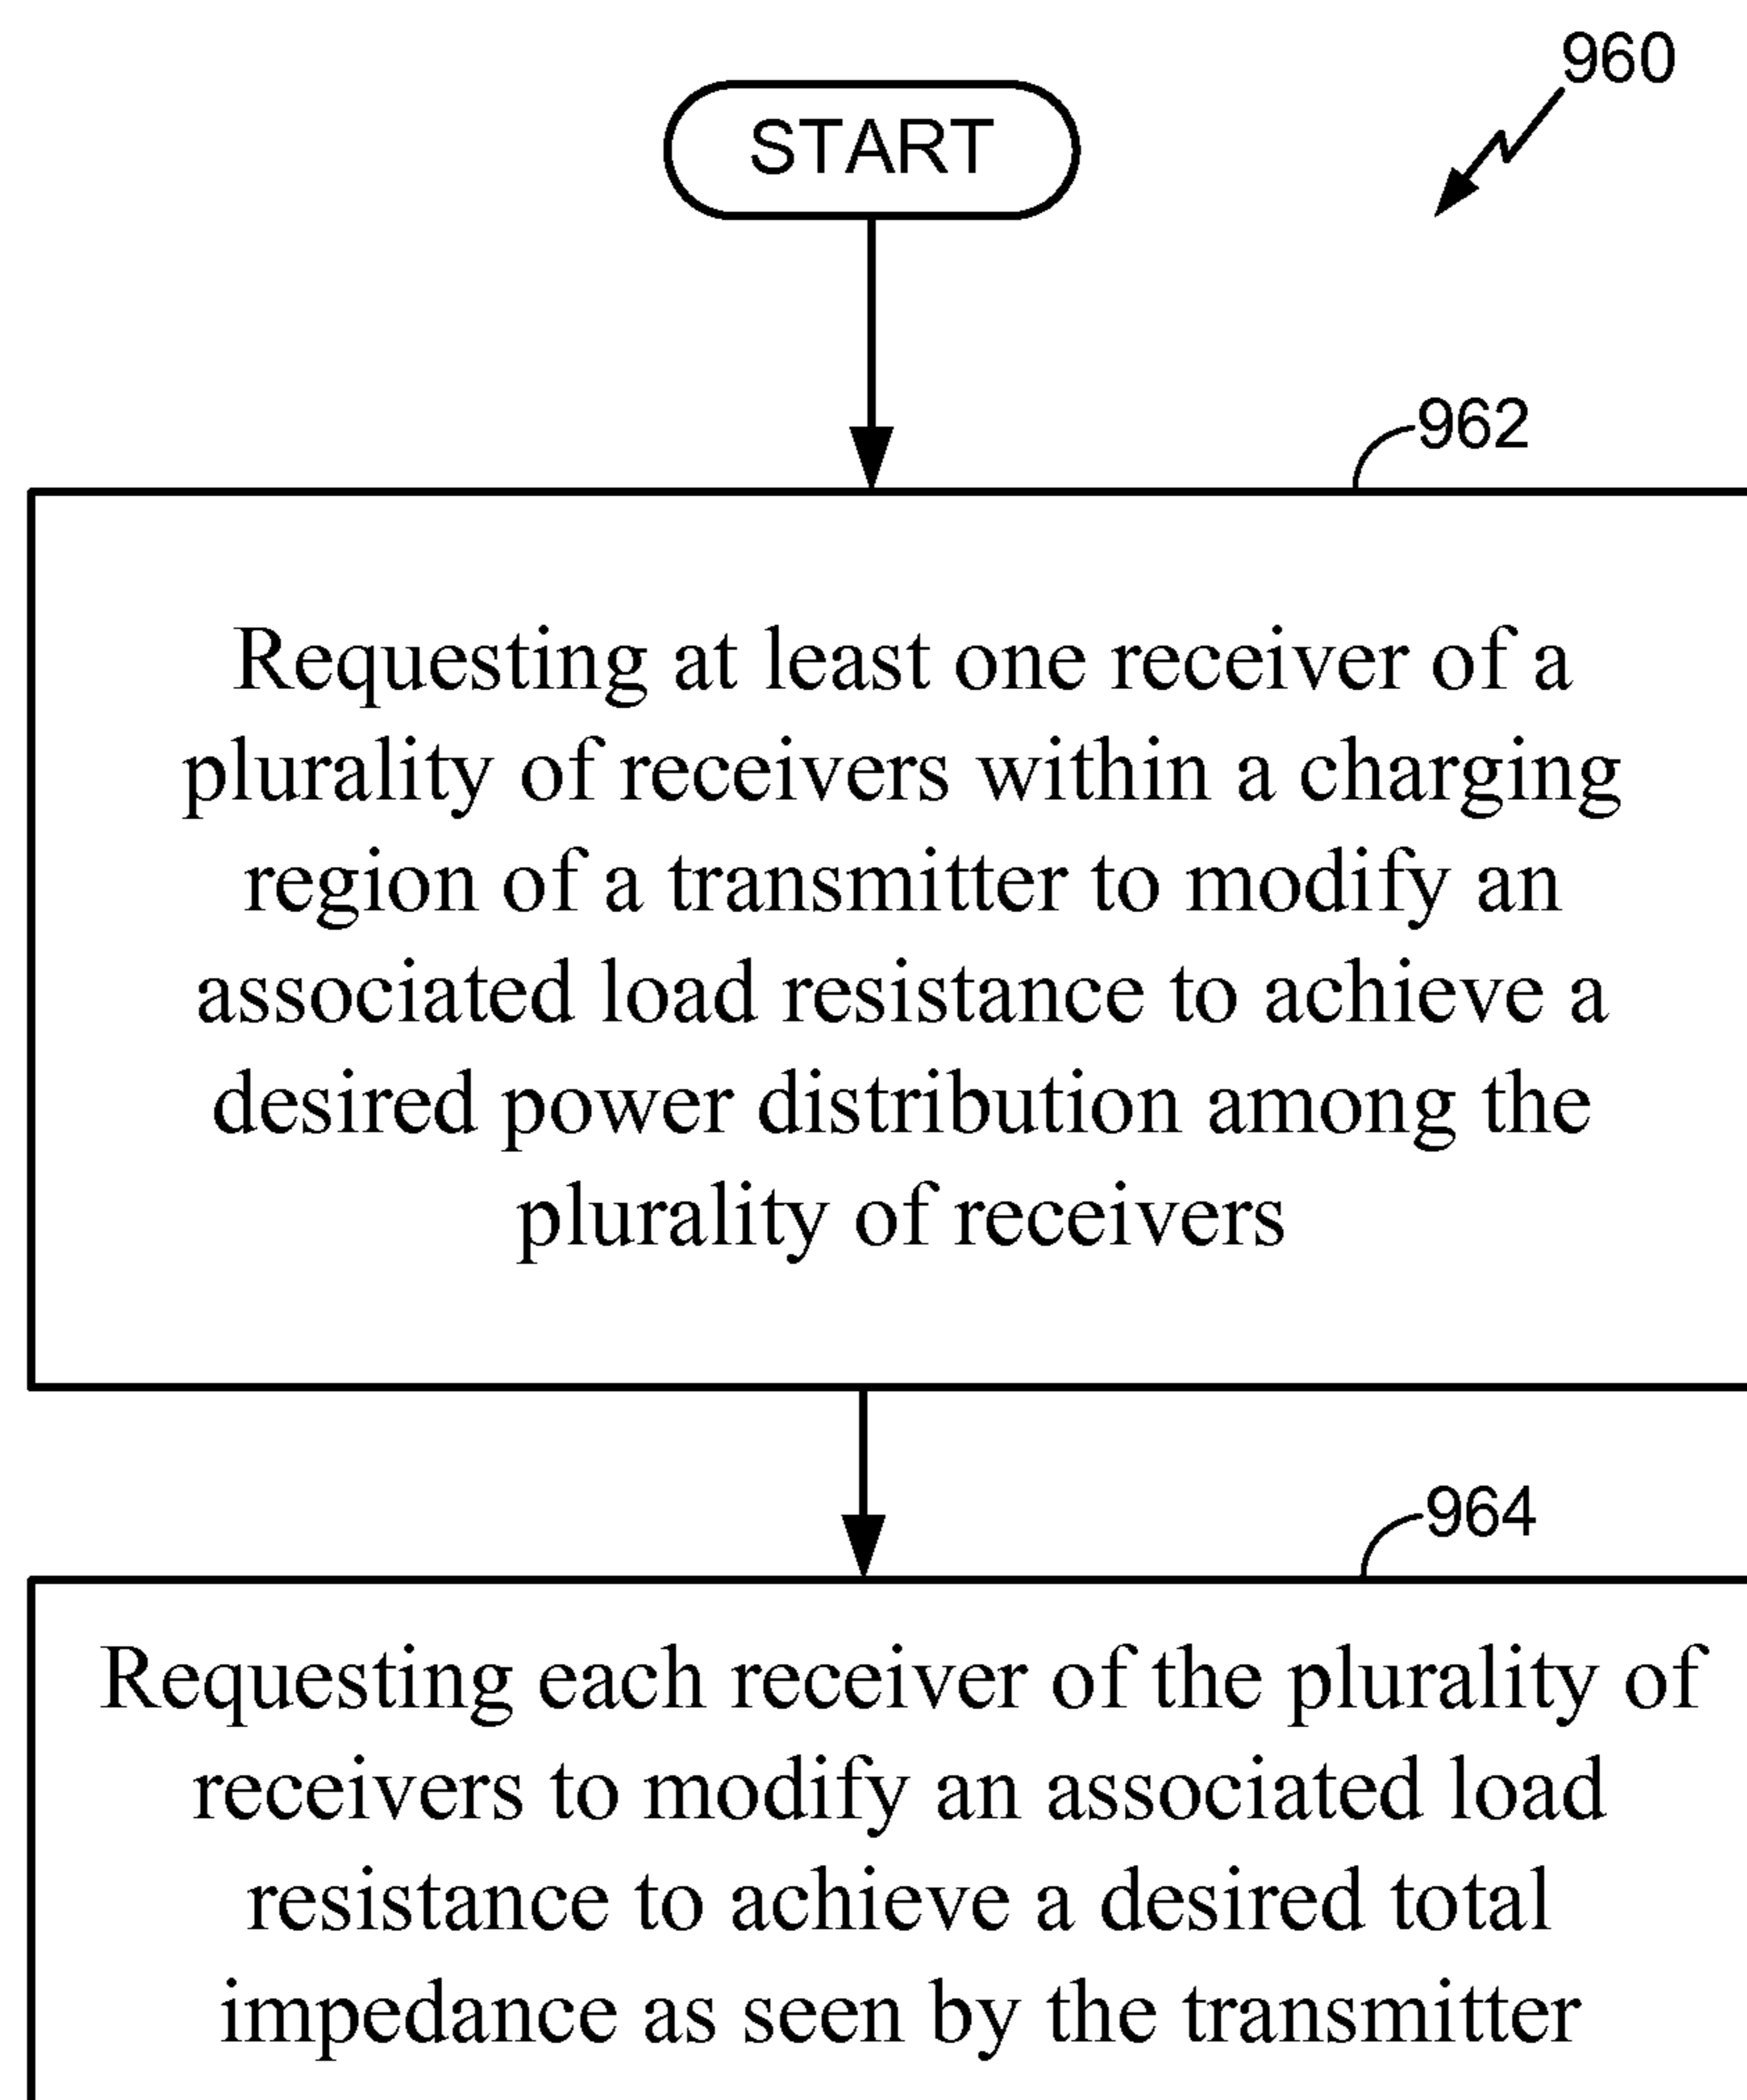 960
START
962
Requesting at least one receiver of a
plurality of receivers within a charging
region of a transmitter to modify an
associated load resistance to achieve a
desired power distribution among the
plurality of receivers
964
Requesting each receiver of the plurality of
receivers to modify an associated load
resistance to achieve a desired total
impedance as seen by the transmitter